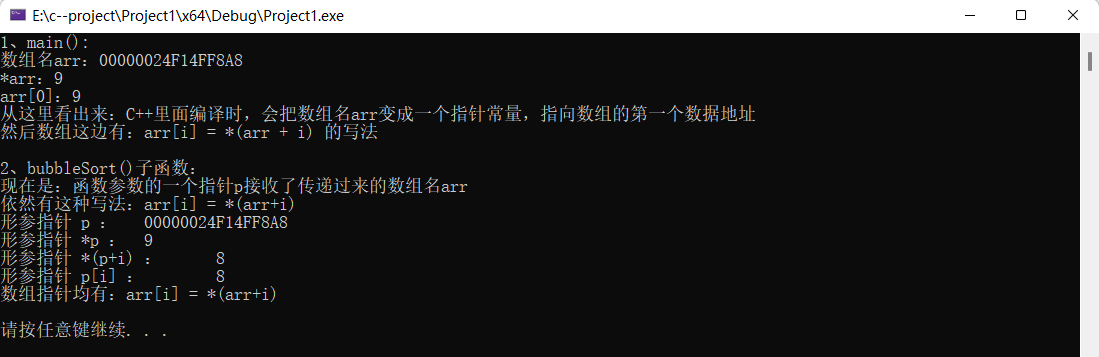 E:\c--project\Project1\x64\Debug\Project1.exe
1、main():
数组名arr：00000024F14FF8A8
*arr：9
arr[0]：9
从这里看出来：C++里面编译时，会把数组名arr变成一个指针常量，指向数组的第一个数据地址
然后数组这边有：arr[i] = *(arr + i) 的写法
2、bubbleSort()子函数：
现在是：函数参数的一个指针p接收了传递过来的数组名arr
依然有这种写法：arr[i] = *(arr+i)
形参指针 p ：   00000024F14FF8A8
形参指针 *p ：  9
形参指针 *(p+i) ：      8
形参指针 p[i] ：        8
数组指针均有：arr[i] = *(arr+i)
请按任意键继续. . .